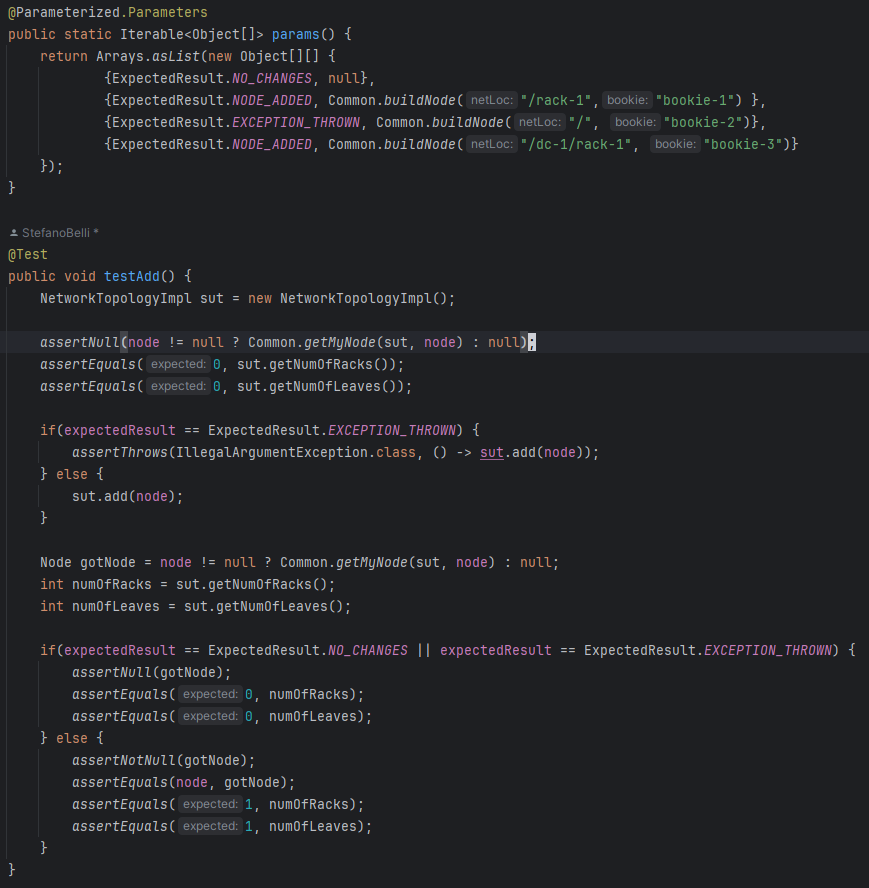 @Parameterized.Parameters
public static Iterable<Object[]> params() {
    return Arrays.asList(new Object[][] {
            {ExpectedResult.NO_CHANGES, null},
            {ExpectedResult.NODE_ADDED, Common.buildNode( netLoc: "/rack-1", bookie: "bookie-1") },
            {ExpectedResult.EXCEPTION_THROWN, Common.buildNode( netLoc: "/", bookie: "bookie-2")},
            {ExpectedResult.NODE_ADDED, Common.buildNode( netLoc: "/dc-1/rack-1", bookie: "bookie-3")}
    });
}
StefanoBelli *
@Test
public void testAdd() {
    NetworkTopologyImpl sut = new NetworkTopologyImpl();
    assertNull(node != null ? Common.getMyNode(sut, node) : null);
    assertEquals( expected: 0, sut.getNumOfRacks());
    assertEquals( expected: 0, sut.getNumOfLeaves());
    if(expectedResult == ExpectedResult.EXCEPTION_THROWN) {
        assertThrows(IllegalArgumentException.class, () -> sut.add(node));
    } else {
        sut.add(node);
    }
    Node gotNode = node != null ? Common.getMyNode(sut, node) : null;
    int numOfRacks = sut.getNumOfRacks();
    int numOfLeaves = sut.getNumOfLeaves();
    if(expectedResult == ExpectedResult.NO_CHANGES || expectedResult == ExpectedResult.EXCEPTION_THROWN) {
        assertNull(gotNode);
        assertEquals( expected: 0, numOfRacks);
        assertEquals( expected: 0, numOfLeaves);
    } else {
        assertNotNull(gotNode);
        assertEquals(node, gotNode);
        assertEquals( expected: 1, numOfRacks);
        assertEquals( expected: 1, numOfLeaves);
    }
}